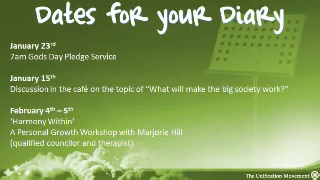 Dates for your Diary
January 23rd
7am Gods Day Pledge Service
January 15th
Discussion in the café on the topic of "What will make the big society work?"
February 4th – 5th
'Harmony Within'
A Personal Growth Workshop with Marjorie Hill
(qualified councilor and therapist)
The Unification Movement